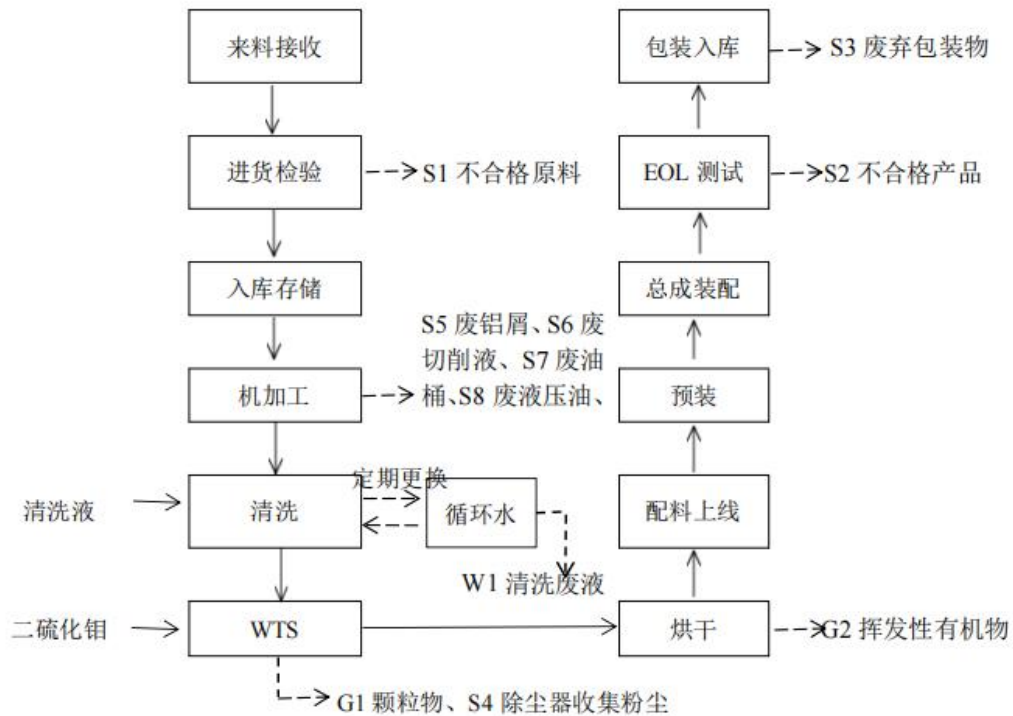 来料接收
包装入库
S3 废弃包装物
进货检验
S1 不合格原料
EOL 测试
S2 不合格产品
入库存储
总成装配
S5 废铝屑、S6 废
切削液、S7 废油
桶、S8 废液压油、
机加工
预装
定期更换
清洗液
清洗
循环水
配料上线
W1 清洗废液
二硫化钼
WTS
烘干
G2 挥发性有机物
G1 颗粒物、S4 除尘器收集粉尘